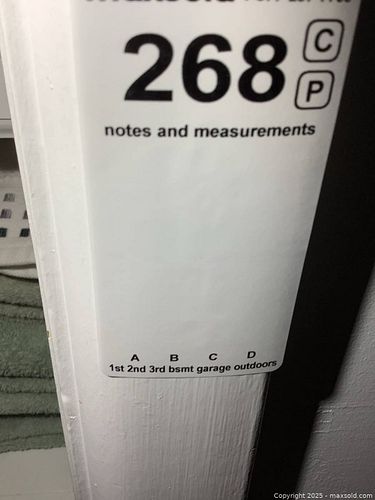 268 C
P
notes and measurements
A B C D
1st 2nd 3rd bsmt garage outdoors
Copyright 2025 - maxsold.com